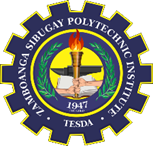 ZAMBOANGA SIBUGAY POLYTECHNIC INSTITUTE
1947
TESDA